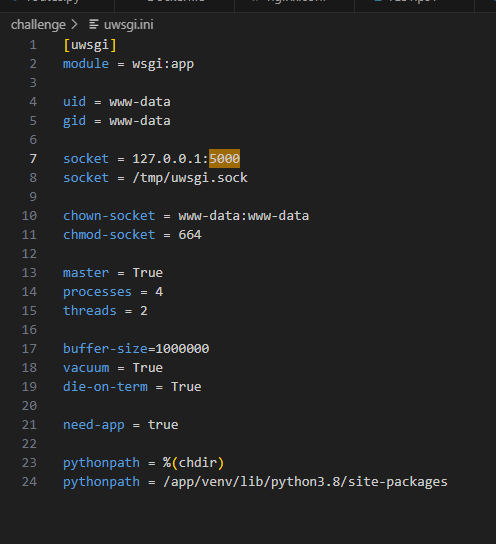 challenge > uwsgi.ini
1 [uwsgi]
2 module = wsgi:app
3
4 uid = www-data
5 gid = www-data
6
7 socket = 127.0.0.1:5000
8 socket = /tmp/uwsgi.sock
9
10 chown-socket = www-data:www-data
11 chmod-socket = 664
12
13 master = True
14 processes = 4
15 threads = 2
16
17 buffer-size=1000000
18 vacuum = True
19 die-on-term = True
20
21 need-app = true
22
23 pythonpath = %(chdir)
24 pythonpath = /app/venv/lib/python3.8/site-packages